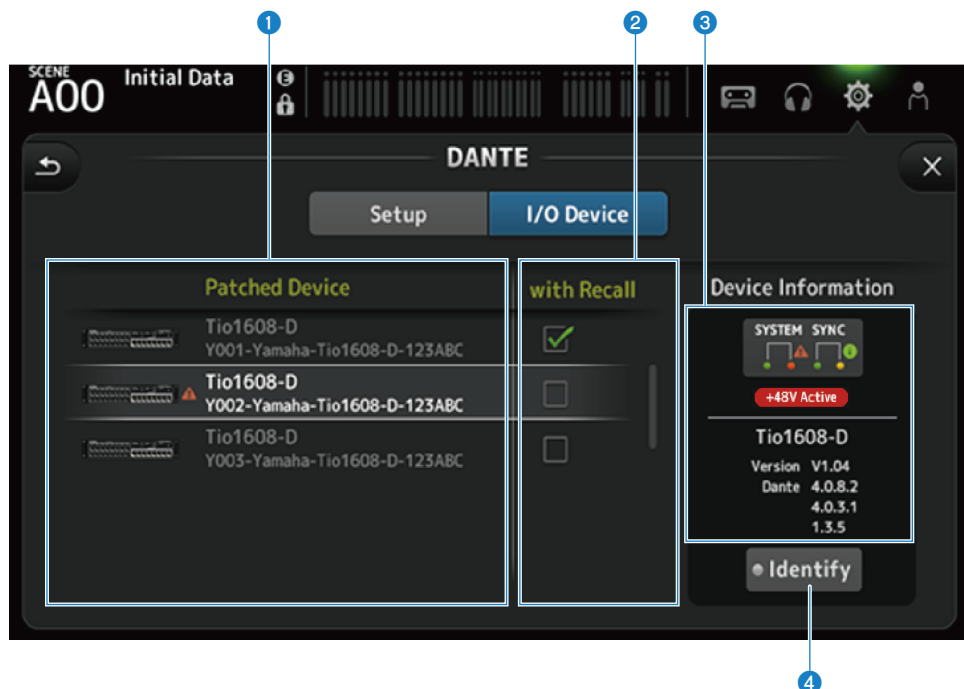 1 2 3
SCENE
A00 Initial Data E
DANTE
Setup I/O Device
Patched Device with Recall Device Information
Tio1608-D
Y001-Yamaha-Tio1608-D-123ABC
Tio1608-D
Y002-Yamaha-Tio1608-D-123ABC
Tio1608-D
Y003-Yamaha-Tio1608-D-123ABC
SYSTEM SYNC
+48V Active
Tio1608-D
Version V1.04
Dante 4.0.8.2
4.0.3.1
1.3.5
Identify
4